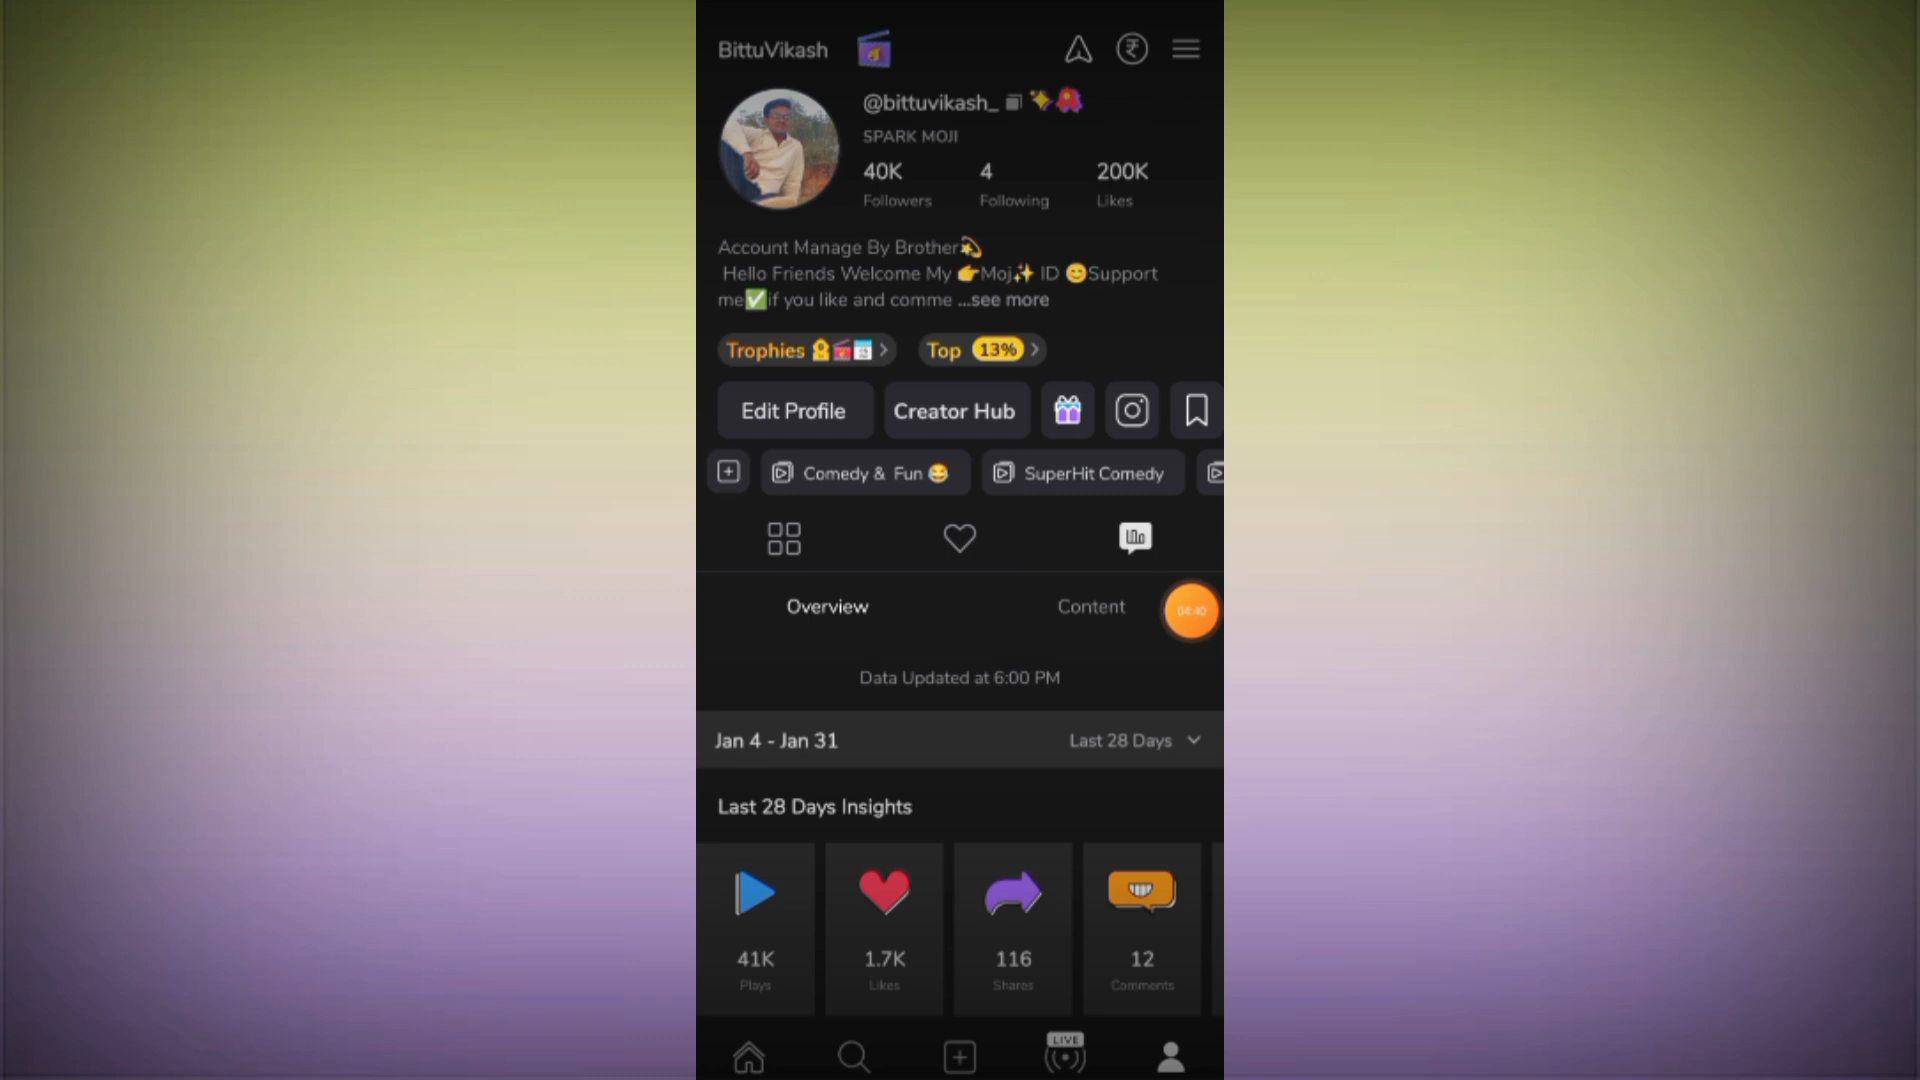 BittuVikash
@bittuvikash_
SPARK MOJI
40K 4 200K
Followers Following Likes
Account Manage By Brother💫
Hello Friends Welcome My 👉Moj✨ ID 😊Support
me✅if you like and comme ...see more
Trophies Top 13%
Edit Profile Creator Hub
Comedy & Fun 😂 SuperHit Comedy
Overview Content
04:40
Data Updated at 6:00 PM
Jan 4 - Jan 31 Last 28 Days
Last 28 Days Insights
41K 1.7K 116 12
Plays Likes Shares Comments
LIVE